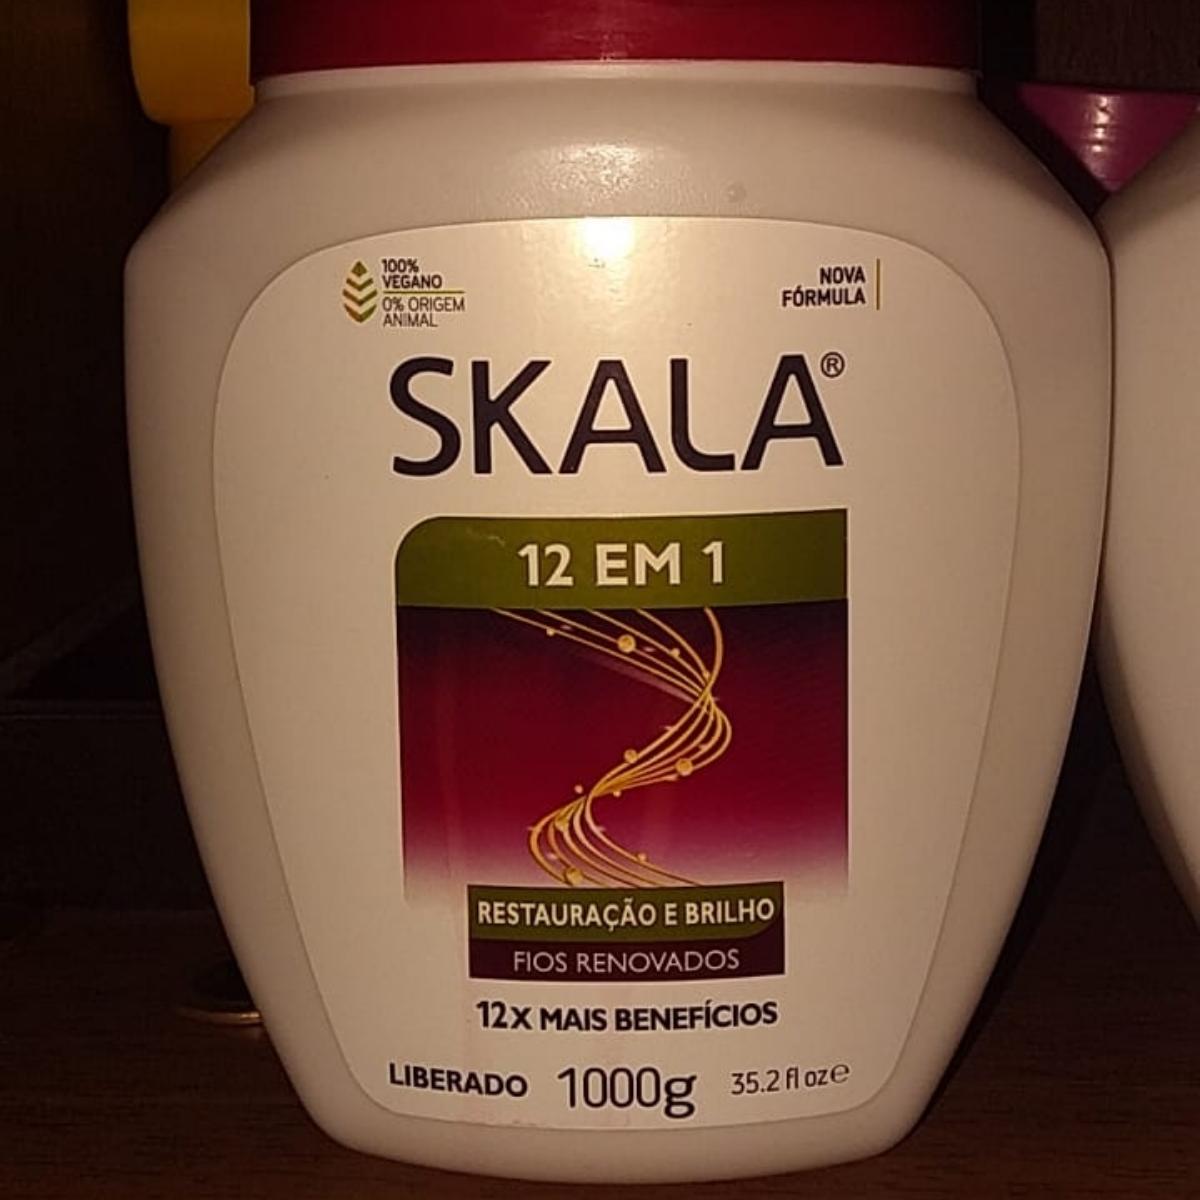 100%
VEGANO
0% ORIGEM
ANIMAL
NOVA
FÓRMULA
SKALA®
12 EM 1
RESTAURAÇÃO E BRILHO
FIOS RENOVADOS
12X MAIS BENEFÍCIOS
LIBERADO 1000g 35.2 fl oz℮